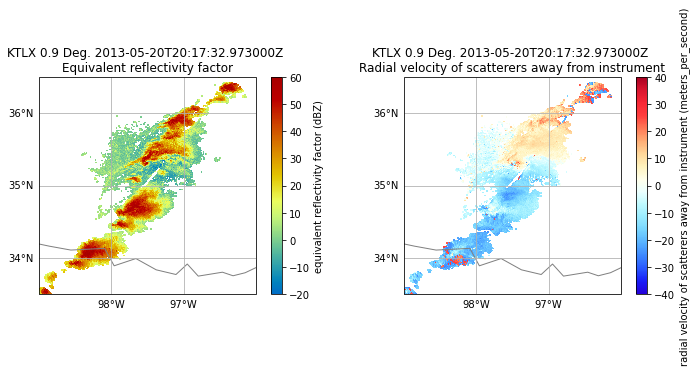 KTLX 0.9 Deg. 2013-05-20T20:17:32.973000Z
Equivalent reflectivity factor
36°N
35°N
34°N
98°W
97°W
60
50
40
30
20
10
0
−10
−20
equivalent reflectivity factor (dBZ)
KTLX 0.9 Deg. 2013-05-20T20:17:32.973000Z
Radial velocity of scatterers away from instrument
36°N
35°N
34°N
98°W
97°W
40
30
20
10
0
−10
−20
−30
−40
radial velocity of scatterers away from instrument (meters_per_second)